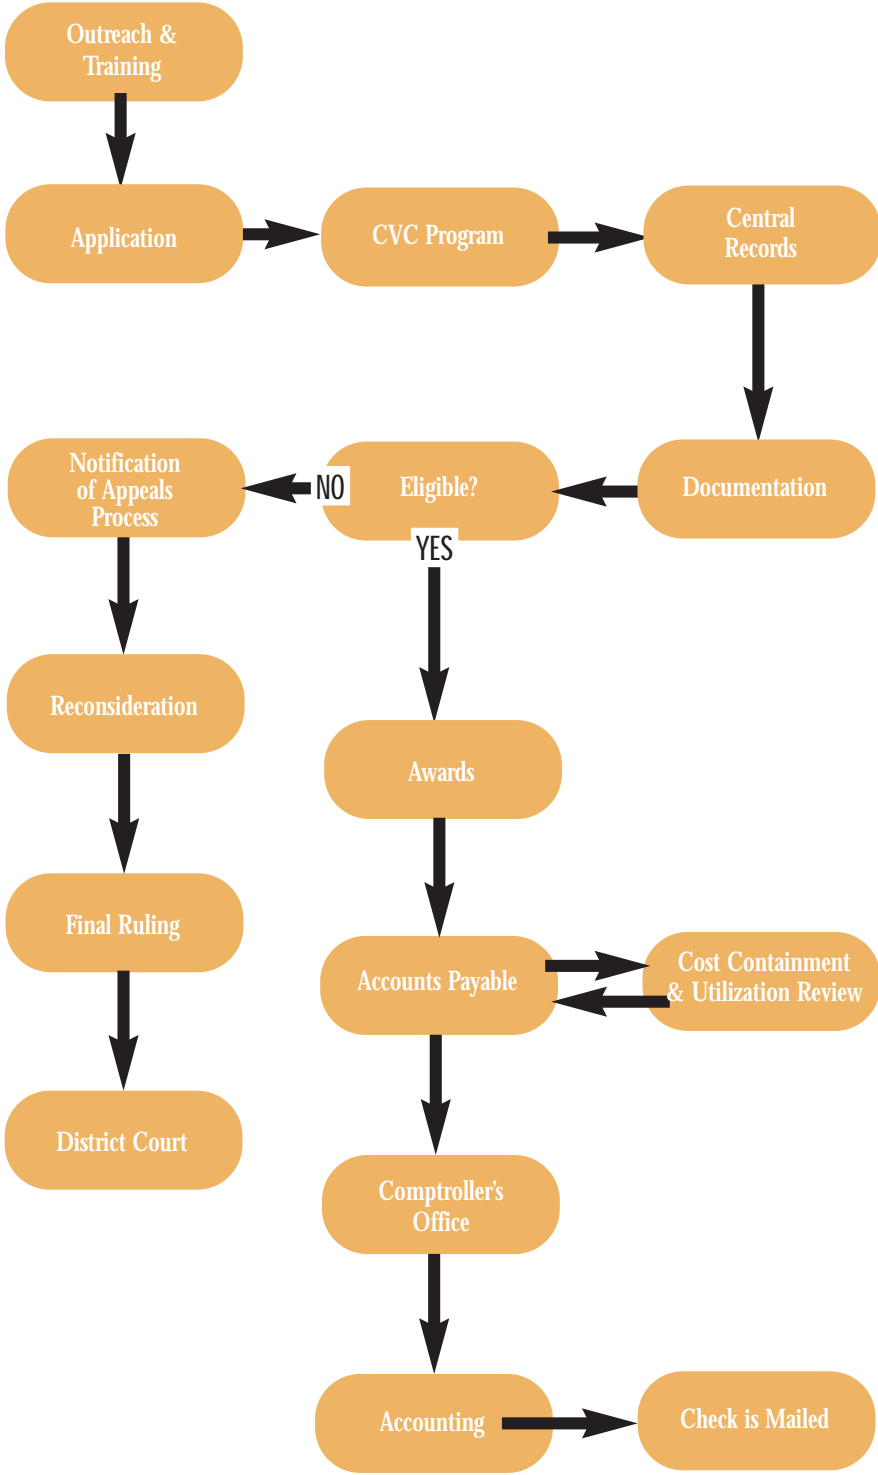 Outreach &
Training
Application
CVC Program
Central
Records
Notification
of Appeals
Process
NO
Eligible?
YES
Documentation
Reconsideration
Awards
Final Ruling
Accounts Payable
Cost Containment
& Utilization Review
District Court
Comptroller's
Office
Accounting
Check is Mailed